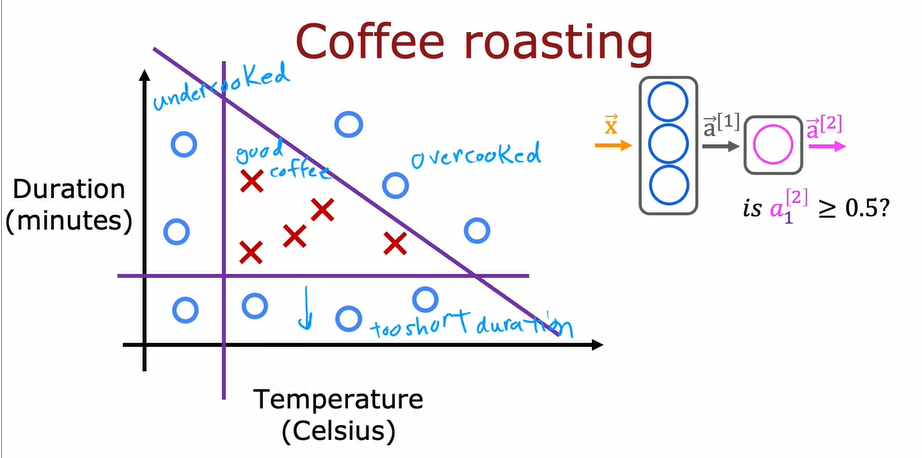 Coffee roasting
undercooked
good
coffee
overcooked
Duration
(minutes)
too short duration
Temperature
(Celsius)
x⃗
a⃗[1]
a⃗[2]
is a₁[2] ≥ 0.5?